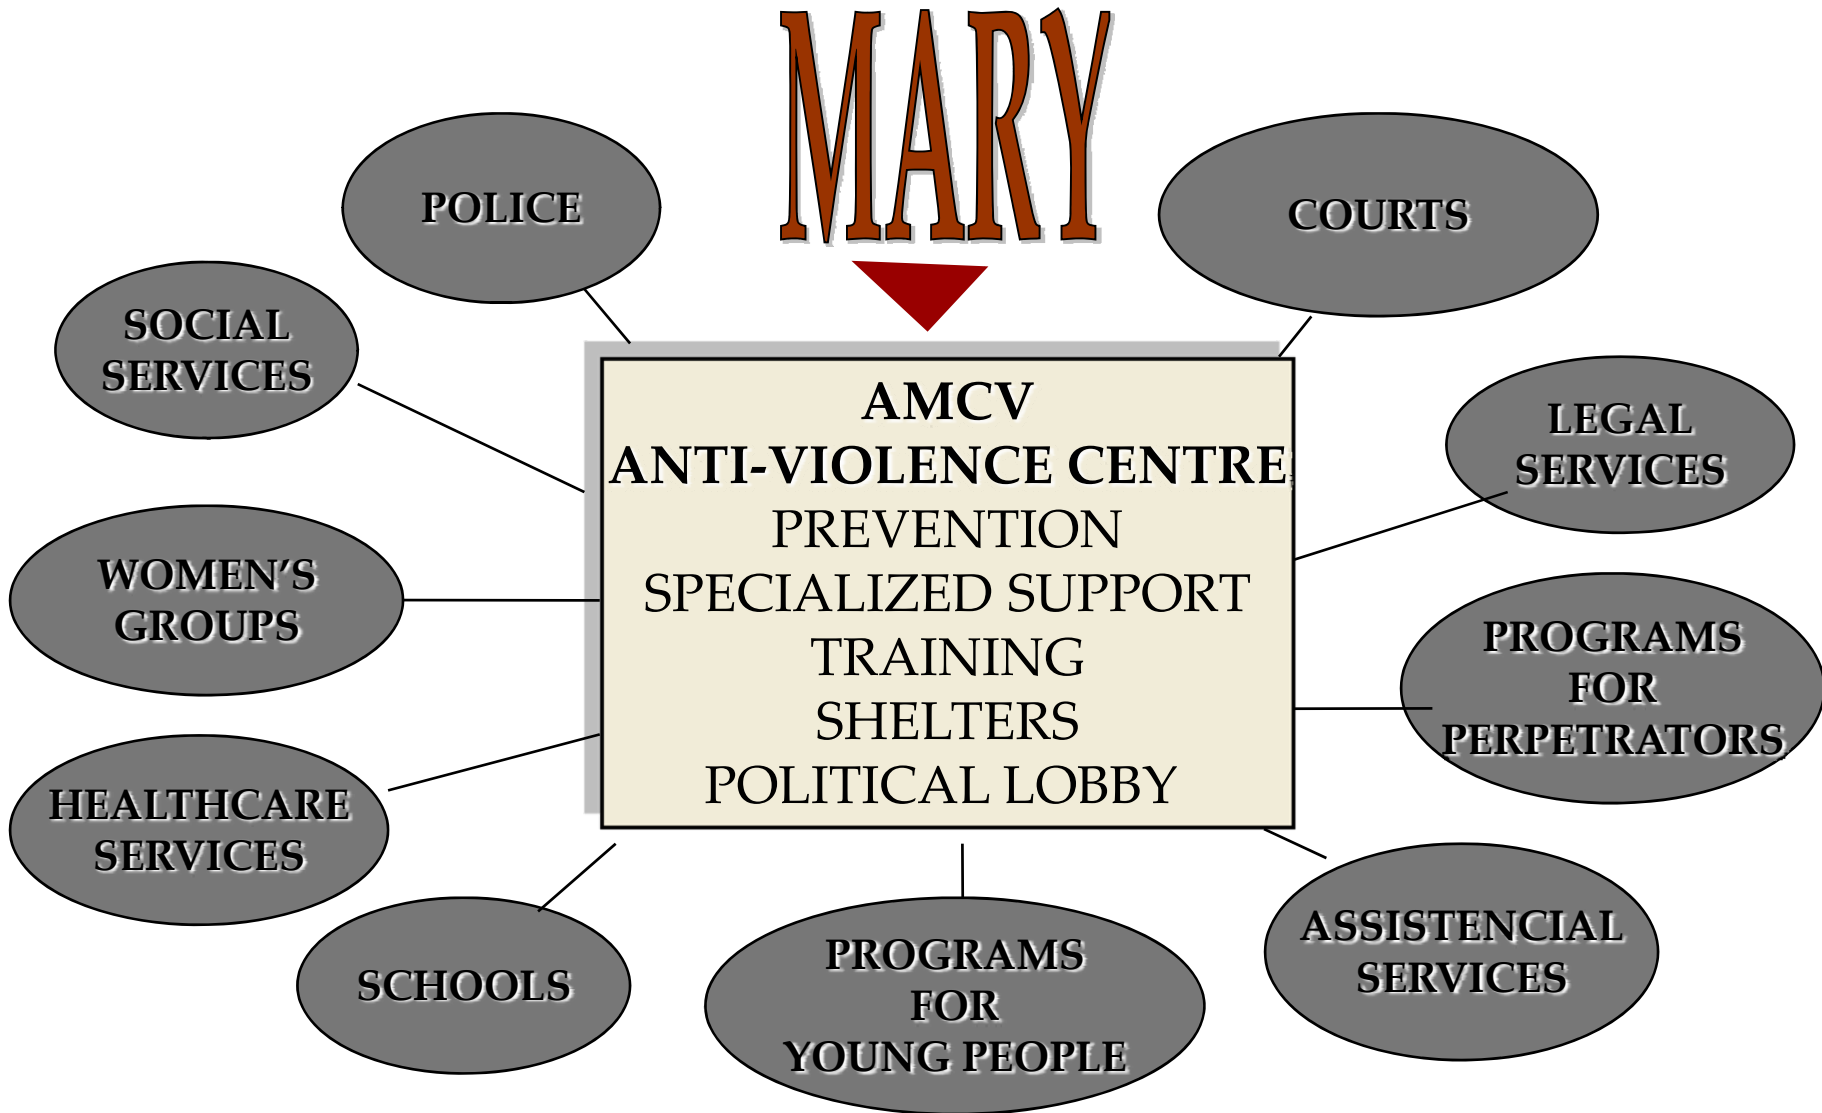 MARY
POLICE
COURTS
SOCIAL
SERVICES
AMCV
ANTI-VIOLENCE CENTRE
PREVENTION
SPECIALIZED SUPPORT
TRAINING
SHELTERS
POLITICAL LOBBY
LEGAL
SERVICES
WOMEN’S
GROUPS
PROGRAMS
FOR
PERPETRATORS
HEALTHCARE
SERVICES
SCHOOLS
PROGRAMS
FOR
YOUNG PEOPLE
ASSISTENCIAL
SERVICES